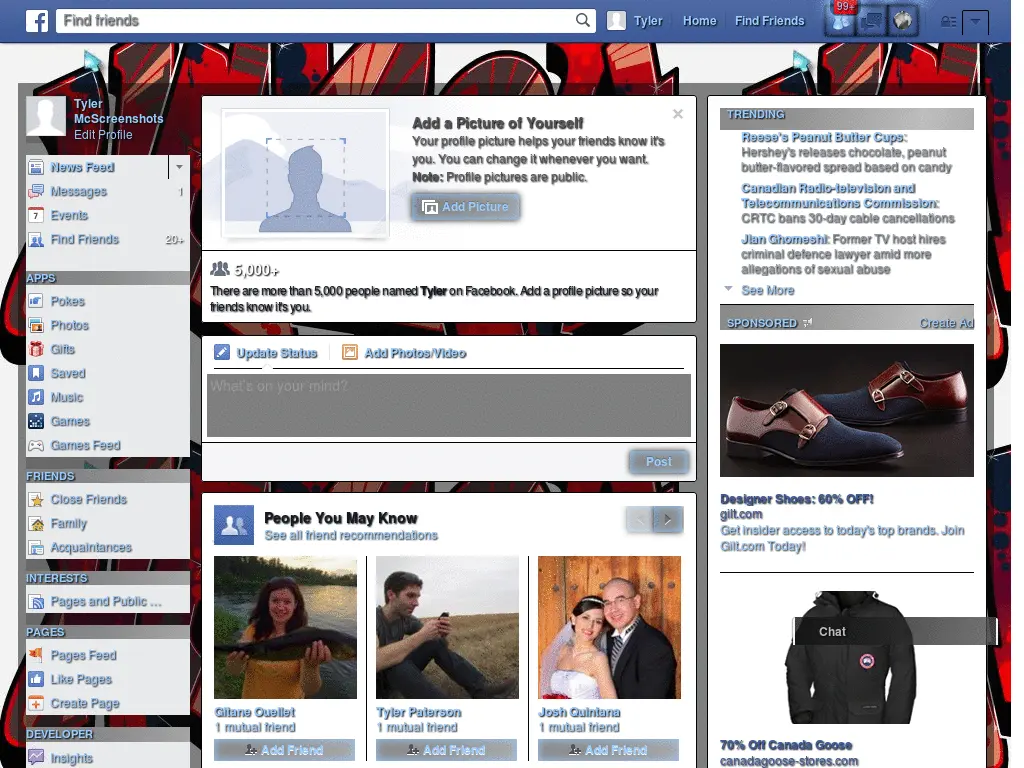 Find friends
99+
Tyler
Home
Find Friends
Tyler
McScreenshots
Edit Profile
News Feed
Messages 1
7
Events
Find Friends 20+
APPS
Pokes
Photos
Gifts
Saved
Music
Games
Games Feed
FRIENDS
Close Friends
Family
Acquaintances
INTERESTS
Pages and Public ...
PAGES
Pages Feed
Like Pages
Create Page
DEVELOPER
Insights
Add a Picture of Yourself
Your profile picture helps your friends know it's
you. You can change it whenever you want.
Note: Profile pictures are public.
Add Picture
5,000+
There are more than 5,000 people named Tyler on Facebook. Add a profile picture so your
friends know it's you.
Update Status
Add Photos/Video
What's on your mind?
Post
People You May Know
See all friend recommendations
Gitane Ouellet
1 mutual friend
Add Friend
Tyler Paterson
1 mutual friend
Add Friend
Josh Quintana
1 mutual friend
Add Friend
TRENDING
Reese's Peanut Butter Cups:
Hershey's releases chocolate, peanut
butter-flavored spread based on candy
Canadian Radio-television and
Telecommunications Commission:
CRTC bans 30-day cable cancellations
Jian Ghomeshi: Former TV host hires
criminal defence lawyer amid more
allegations of sexual abuse
See More
SPONSORED
Create Ad
Designer Shoes: 60% OFF!
gilt.com
Get insider access to today's top brands. Join
Gilt.com Today!
Chat
70% Off Canada Goose
canadagoose-stores.com